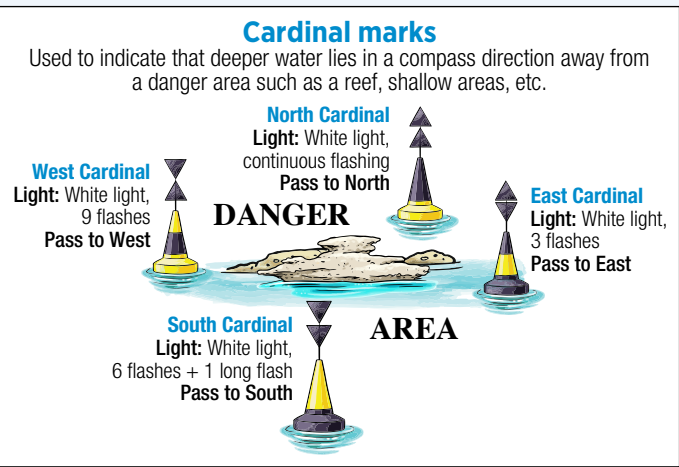 Cardinal marks
Used to indicate that deeper water lies in a compass direction away from
a danger area such as a reef, shallow areas, etc.
North Cardinal
Light: White light,
continuous flashing
Pass to North
West Cardinal
Light: White light,
9 flashes
Pass to West
DANGER
East Cardinal
Light: White light,
3 flashes
Pass to East
South Cardinal
Light: White light,
6 flashes + 1 long flash
Pass to South
AREA